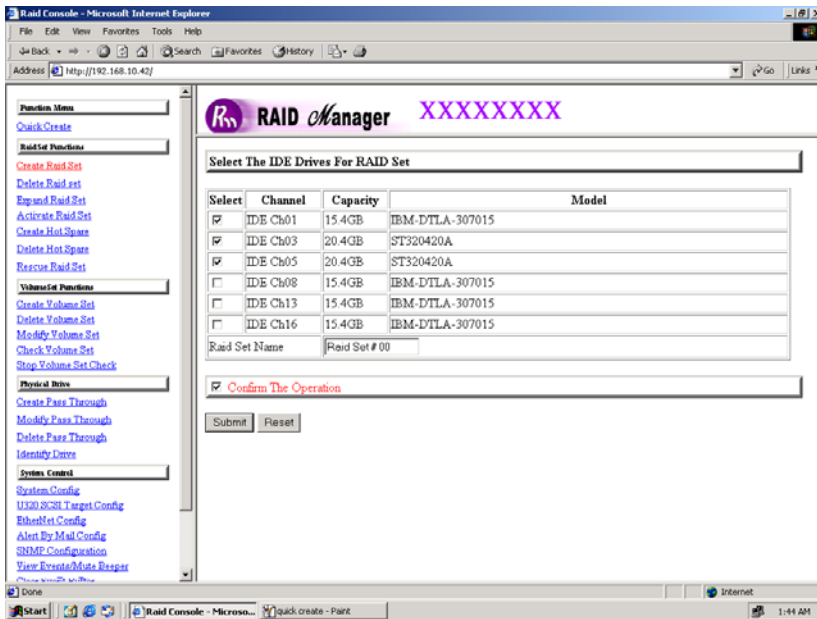 Raid Console - Microsoft Internet Explorer
File Edit View Favorites Tools Help
Back Search Favorites History
Address http://192.168.10.42/ Go Links
Function Menu
Quick Create
Raid Set Functions
Create Raid Set
Delete Raid set
Expand Raid Set
Activate Raid Set
Create Hot Spare
Delete Hot Spare
Rescue Raid Set
Volume Set Functions
Create Volume Set
Delete Volume Set
Modify Volume Set
Check Volume Set
Stop Volume Set Check
Physical Drive
Create Pass Through
Modify Pass Through
Delete Pass Through
Identify Drive
System Control
System Config
U320 SCSI Target Config
EtherNet Config
Alert By Mail Config
SNMP Configuration
View Events/Mute Beeper
RAID Manager XXXXXXXX
Select The IDE Drives For RAID Set
Select Channel Capacity Model
IDE Ch01 15.4GB IBM-DTLA-307015
IDE Ch03 20.4GB ST320420A
IDE Ch05 20.4GB ST320420A
IDE Ch08 15.4GB IBM-DTLA-307015
IDE Ch13 15.4GB IBM-DTLA-307015
IDE Ch16 15.4GB IBM-DTLA-307015
Raid Set Name Raid Set # 00
Confirm The Operation
Submit Reset
Done Internet
Start Raid Console - Microso... quick create - Paint 1:44 AM